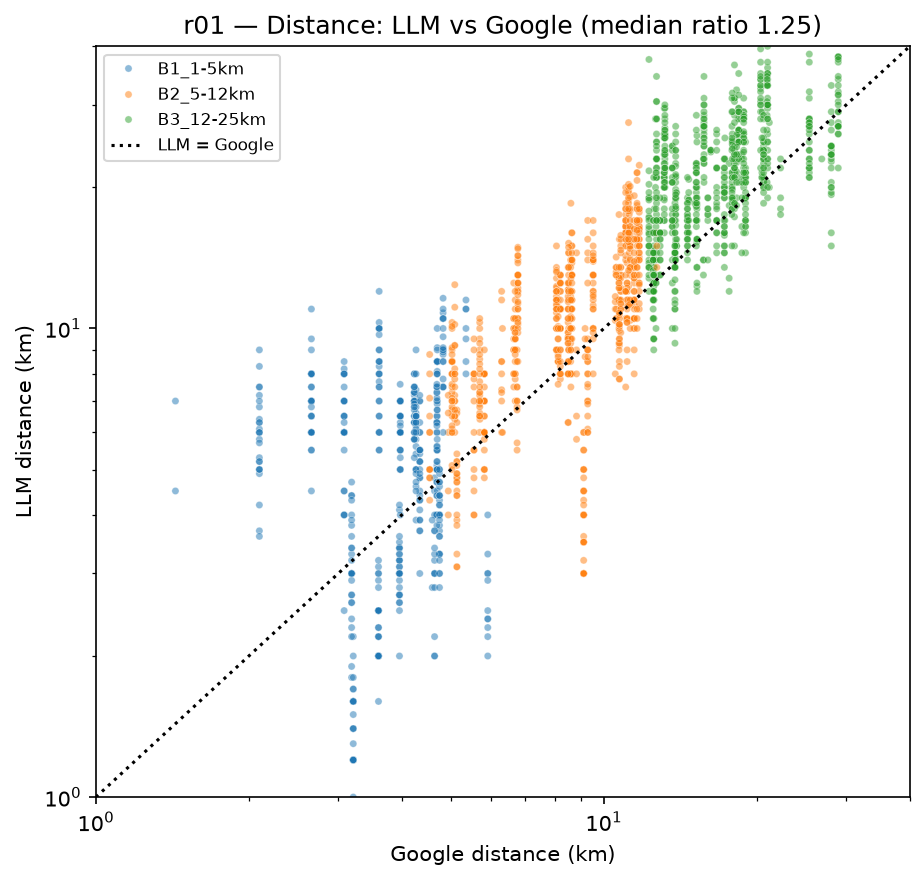 r01 — Distance: LLM vs Google (median ratio 1.25)
B1_1-5km
B2_5-12km
B3_12-25km
LLM = Google
LLM distance (km)
10¹
10⁰
10⁰
10¹
Google distance (km)